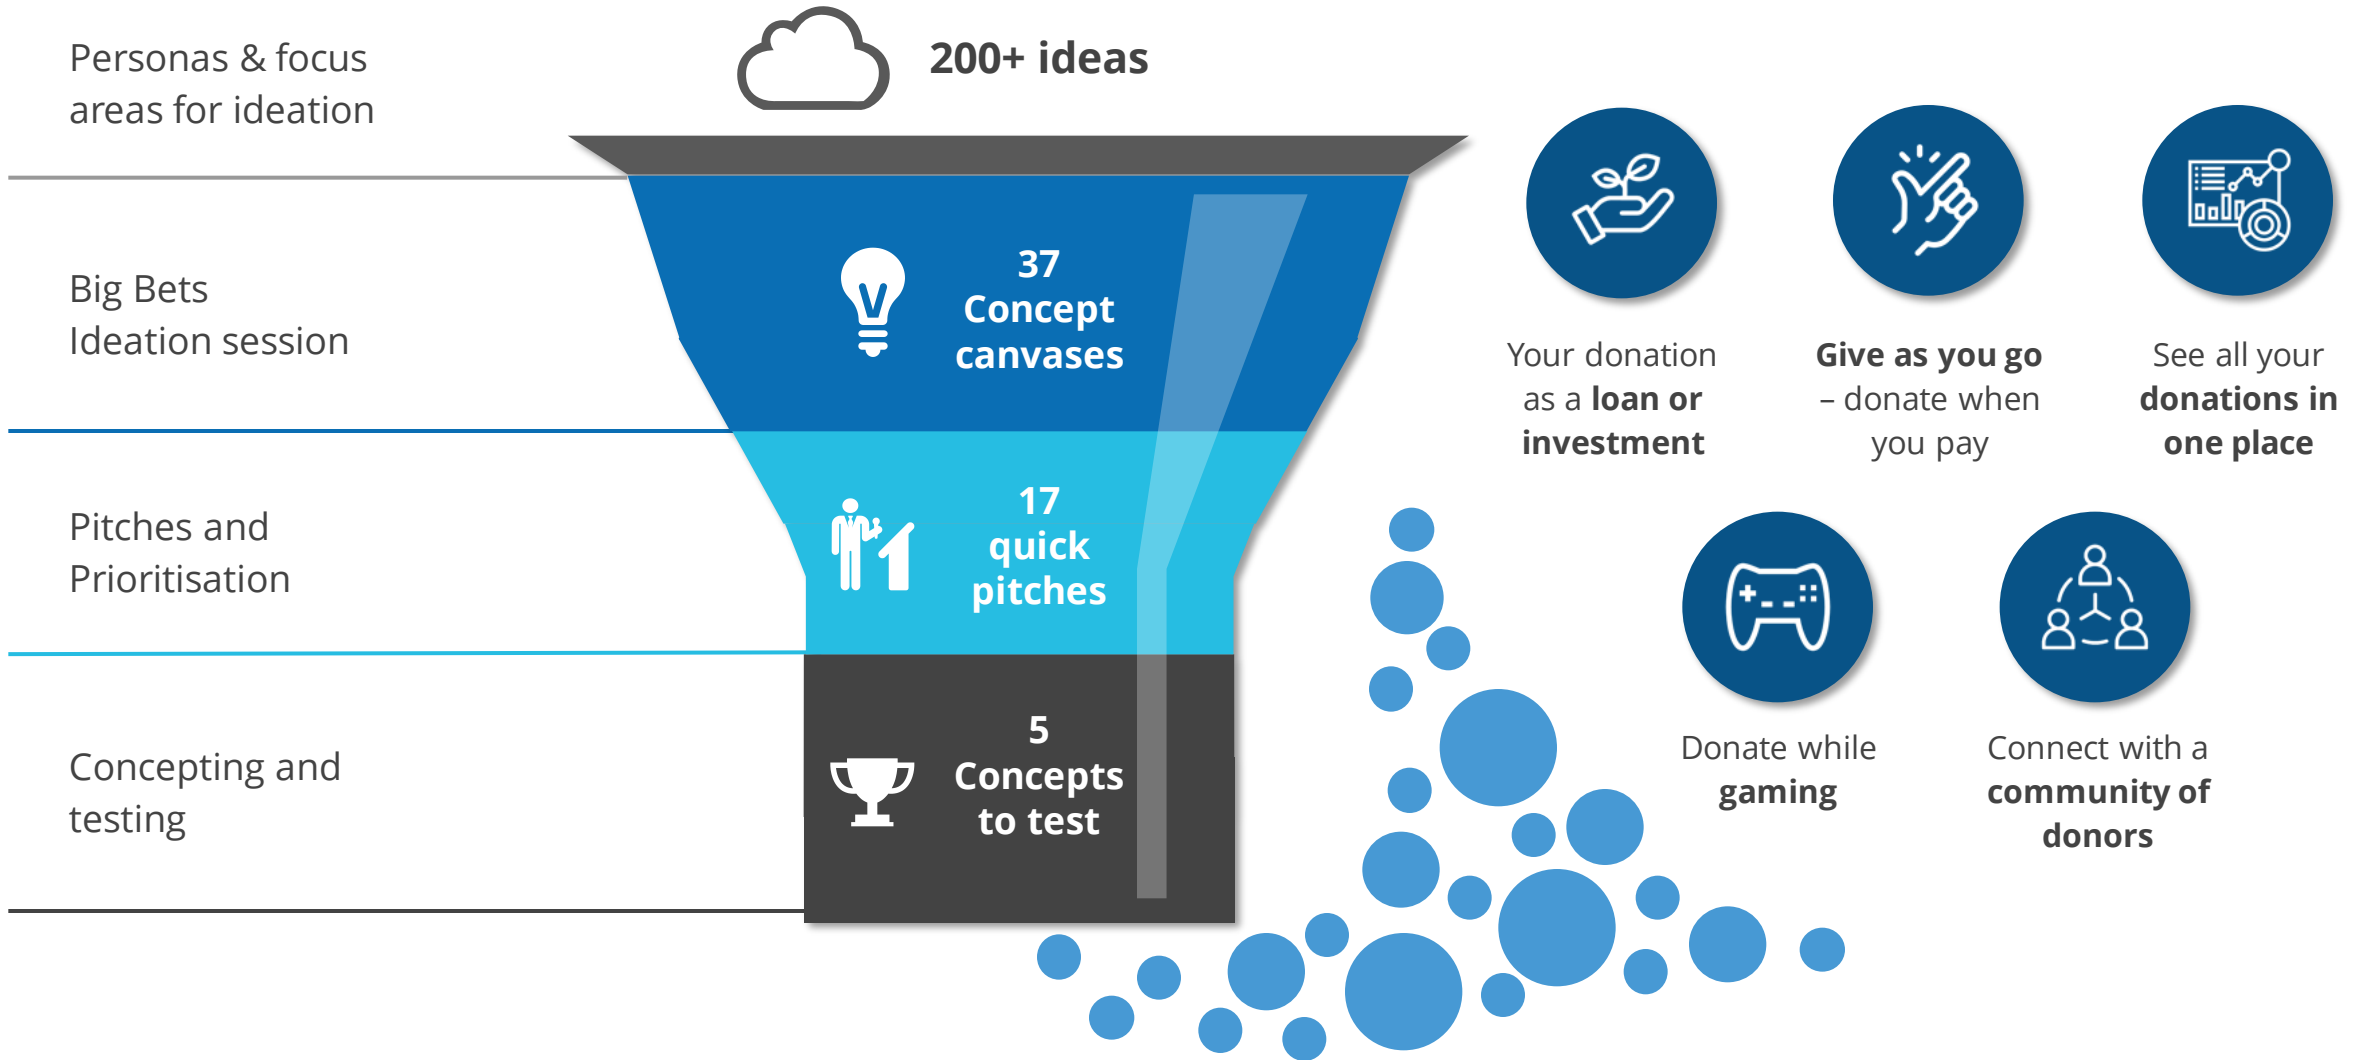 Personas & focus
areas for ideation
200+ ideas
Big Bets
Ideation session
37
Concept
canvases
Pitches and
Prioritisation
17
quick
pitches
Concepting and
testing
5
Concepts
to test
Your donation
as a loan or
investment
Give as you go
– donate when
you pay
See all your
donations in
one place
Donate while
gaming
Connect with a
community of
donors